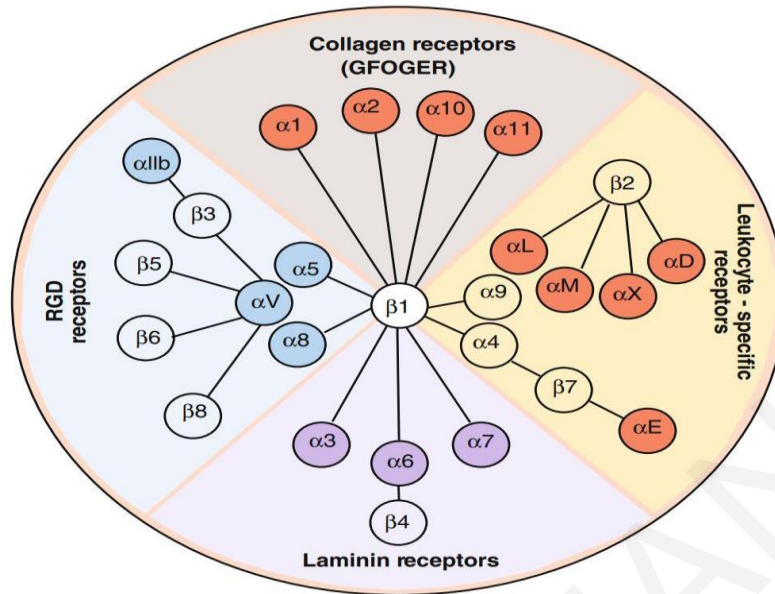 Collagen receptors
(GFOGER)
α1
α2
α10
α11
αIIb
β3
β5
αV
β6
β8
α5
α8
RGD
receptors
β1
β2
αL
αM
αX
αD
α9
α4
β7
αE
Leukocyte - specific
receptors
α3
α6
α7
β4
Laminin receptors